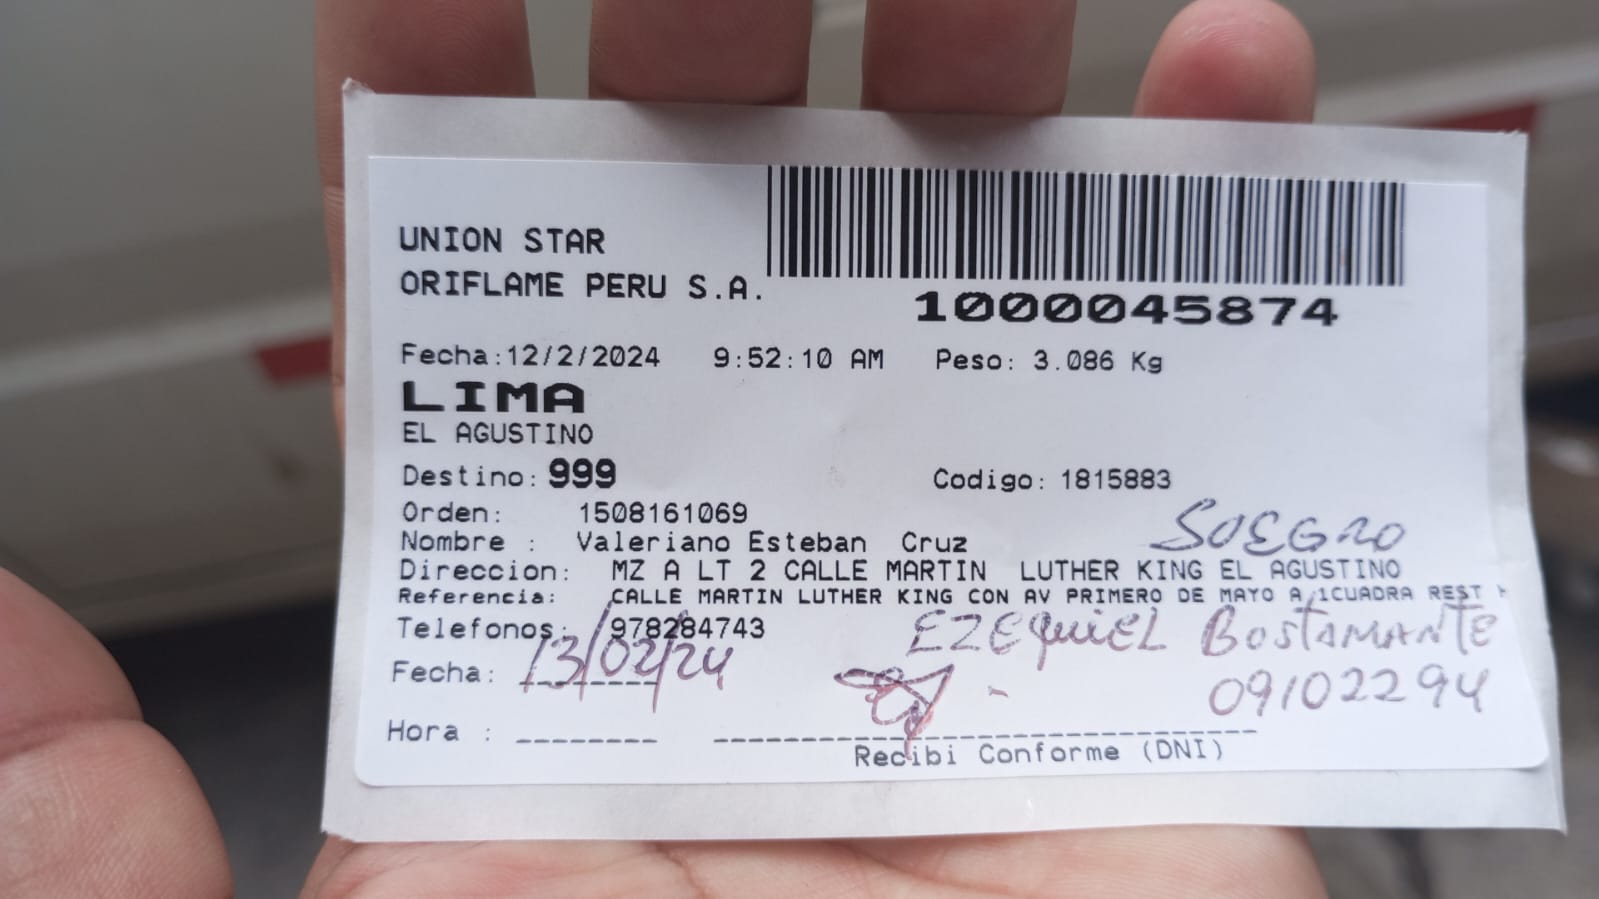 UNION STAR
ORIFLAME PERU S.A.
1000045874
Fecha:12/2/2024 9:52:10 AM Peso: 3.086 Kg
LIMA
EL AGUSTINO
Destino: 999 Codigo: 1815883
Orden: 1508161069
SUEGRO
Nombre : Valeriano Esteban Cruz
Direccion: MZ A LT 2 CALLE MARTIN LUTHER KING EL AGUSTINO
Referencia: CALLE MARTIN LUTHER KING CON AV PRIMERO DE MAYO A 1CUADRA REST
Telefonos: 978284743
EZEQUIEL BOSTAMANTE
Fecha: 13/02/24
09102294
Hora :
Recibi Conforme (DNI)